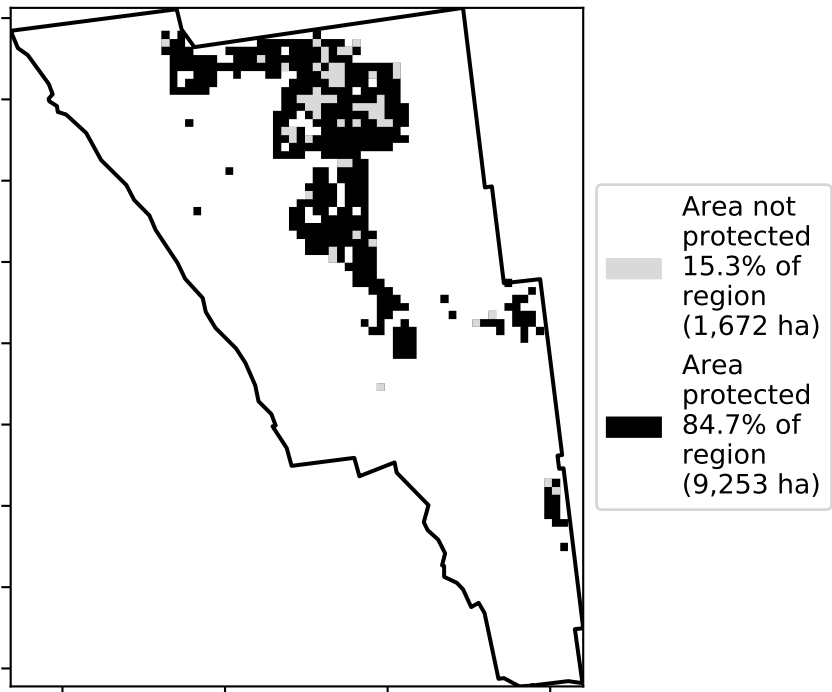 Area not
protected
15.3% of
region
(1,672 ha)
Area
protected
84.7% of
region
(9,253 ha)